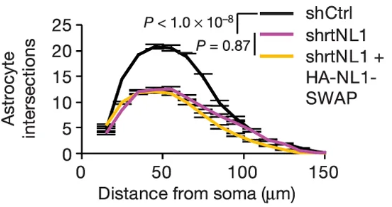 Astrocyte
intersections
25
20
15
10
5
0
P < 1.0 × 10⁻⁸
P = 0.87
shCtrl
shrtNL1
shrtNL1 +
HA-NL1-
SWAP
0 50 100 150
Distance from soma (µm)